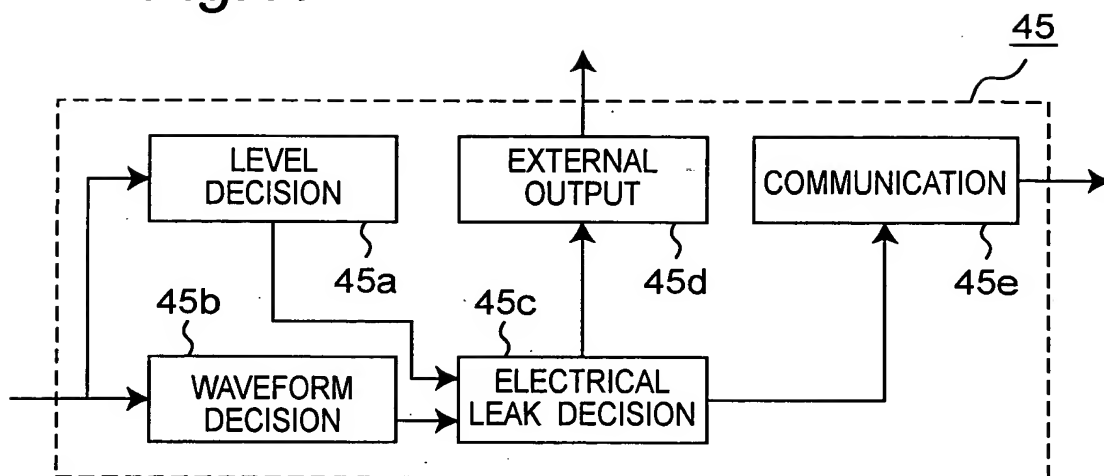 45
LEVEL
DECISION
EXTERNAL
OUTPUT
COMMUNICATION
45a
45d
45e
45b
45c
WAVEFORM
DECISION
ELECTRICAL
LEAK DECISION